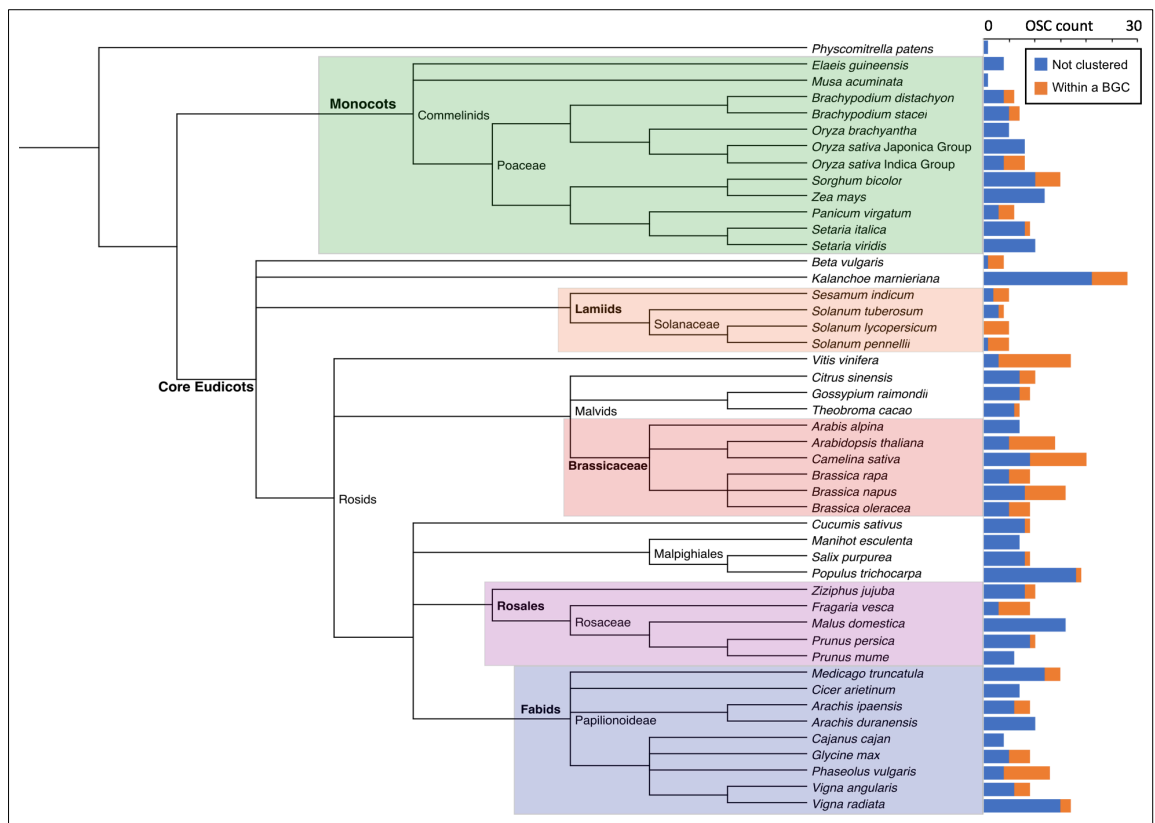 0 OSC count 30
Not clustered
Within a BGC
Physcomitrella patens
Elaeis guineensis
Musa acuminata
Monocots
Brachypodium distachyon
Commelinids
Brachypodium stacei
Oryza brachyantha
Oryza sativa Japonica Group
Poaceae
Oryza sativa Indica Group
Sorghum bicolor
Zea mays
Panicum virgatum
Setaria italica
Setaria viridis
Beta vulgaris
Kalanchoe marnieriana
Sesamum indicum
Lamiids
Solanum tuberosum
Solanaceae
Solanum lycopersicum
Solanum pennellii
Vitis vinifera
Core Eudicots
Citrus sinensis
Gossypium raimondii
Malvids
Theobroma cacao
Arabis alpina
Arabidopsis thaliana
Brassicaceae
Camelina sativa
Brassica rapa
Brassica napus
Rosids
Brassica oleracea
Cucumis sativus
Manihot esculenta
Malpighiales
Salix purpurea
Populus trichocarpa
Ziziphus jujuba
Rosales
Fragaria vesca
Rosaceae
Malus domestica
Prunus persica
Prunus mume
Medicago truncatula
Cicer arietinum
Fabids
Arachis ipaensis
Papilionoideae
Arachis duranensis
Cajanus cajan
Glycine max
Phaseolus vulgaris
Vigna angularis
Vigna radiata